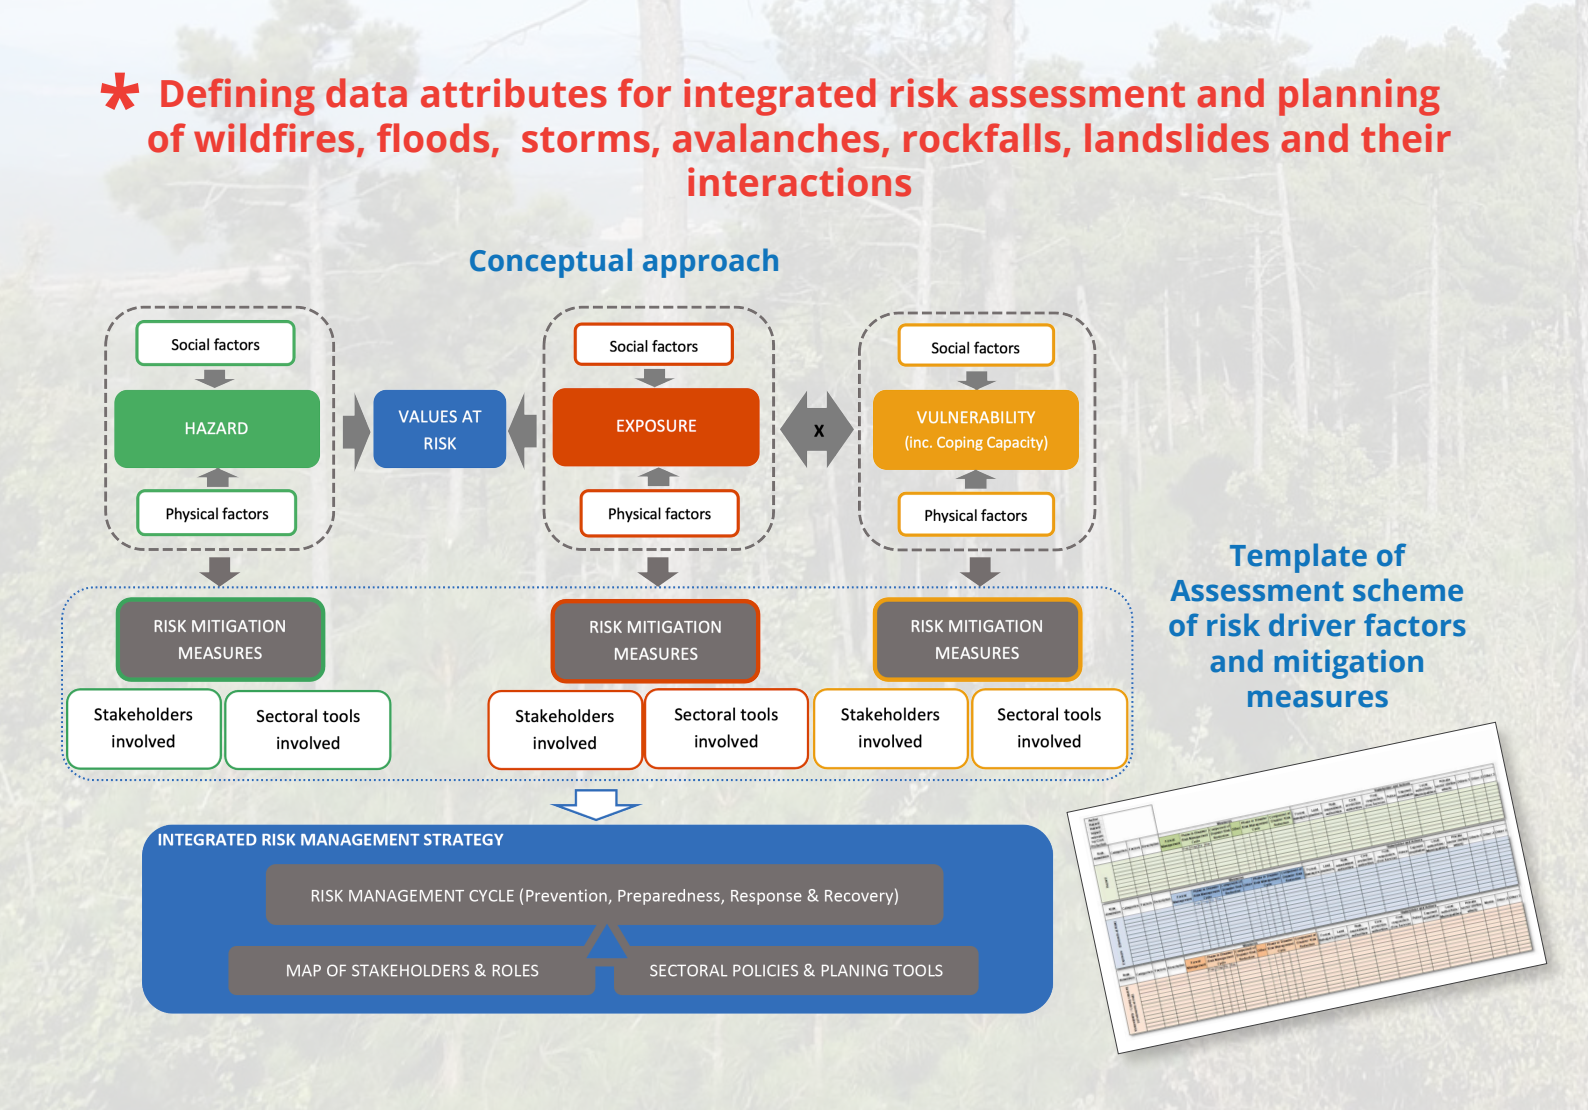 * Defining data attributes for integrated risk assessment and planning
of wildfires, floods, storms, avalanches, rockfalls, landslides and their
interactions
Conceptual approach
Social factors
HAZARD
Physical factors
VALUES AT
RISK
Social factors
EXPOSURE
Physical factors
x
Social factors
VULNERABILITY
(inc. Coping Capacity)
Physical factors
RISK MITIGATION
MEASURES
Stakeholders
involved
Sectoral tools
involved
RISK MITIGATION
MEASURES
Stakeholders
involved
Sectoral tools
involved
RISK MITIGATION
MEASURES
Stakeholders
involved
Sectoral tools
involved
INTEGRATED RISK MANAGEMENT STRATEGY
RISK MANAGEMENT CYCLE (Prevention, Preparedness, Response & Recovery)
MAP OF STAKEHOLDERS & ROLES
SECTORAL POLICIES & PLANING TOOLS
Template of
Assessment scheme
of risk driver factors
and mitigation
measures